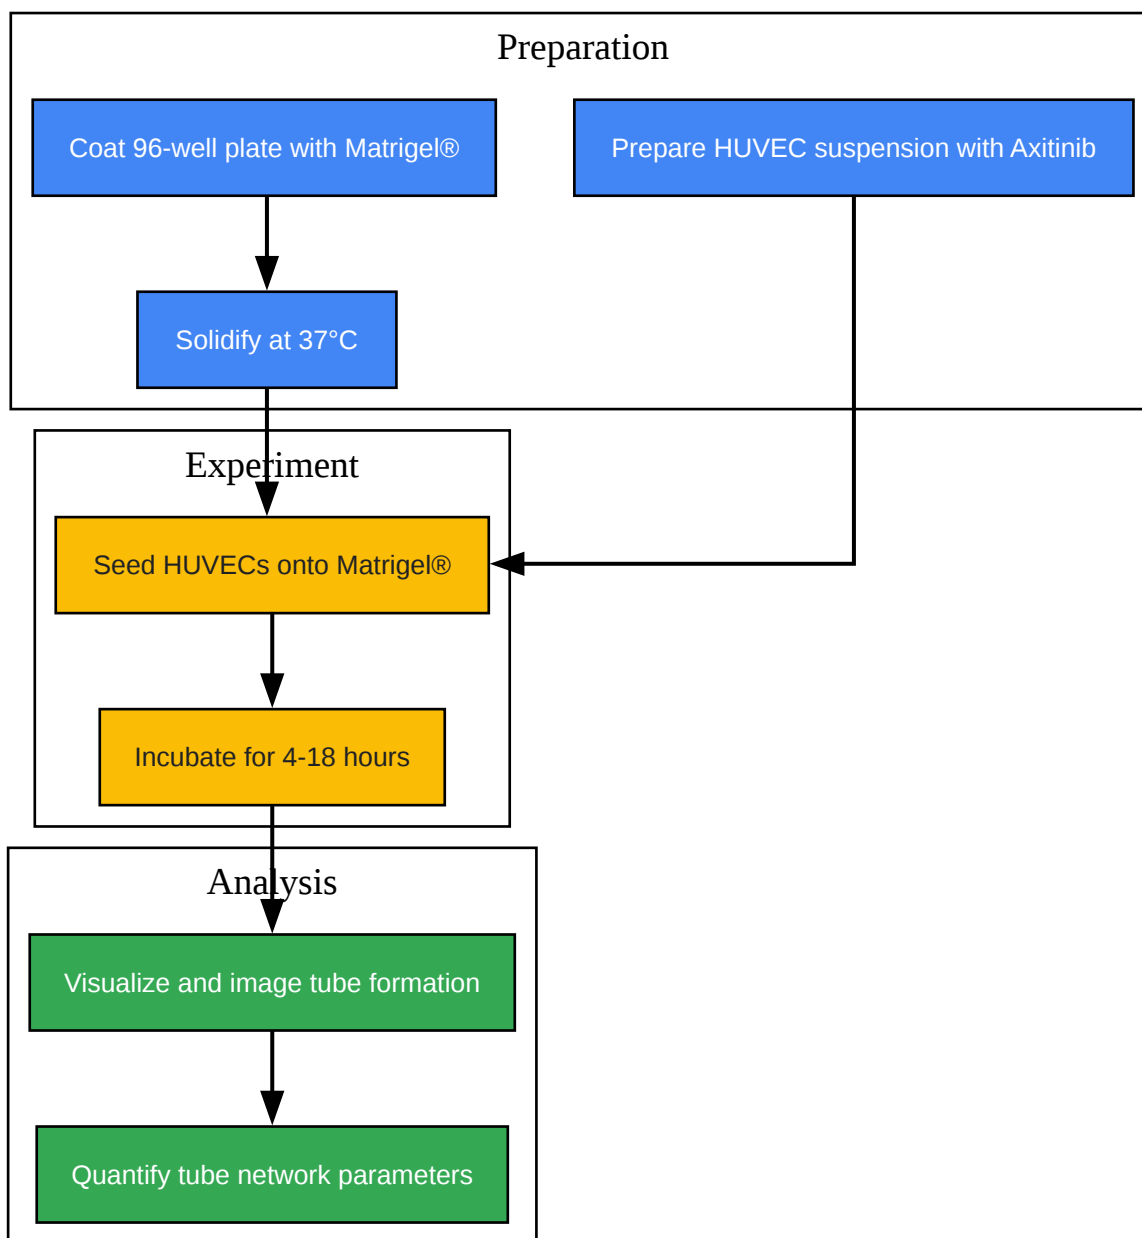 Preparation
Coat 96-well plate with Matrigel®
Prepare HUVEC suspension with Axitinib
Solidify at 37°C
Experiment
Seed HUVECs onto Matrigel®
Incubate for 4-18 hours
Analysis
Visualize and image tube formation
Quantify tube network parameters